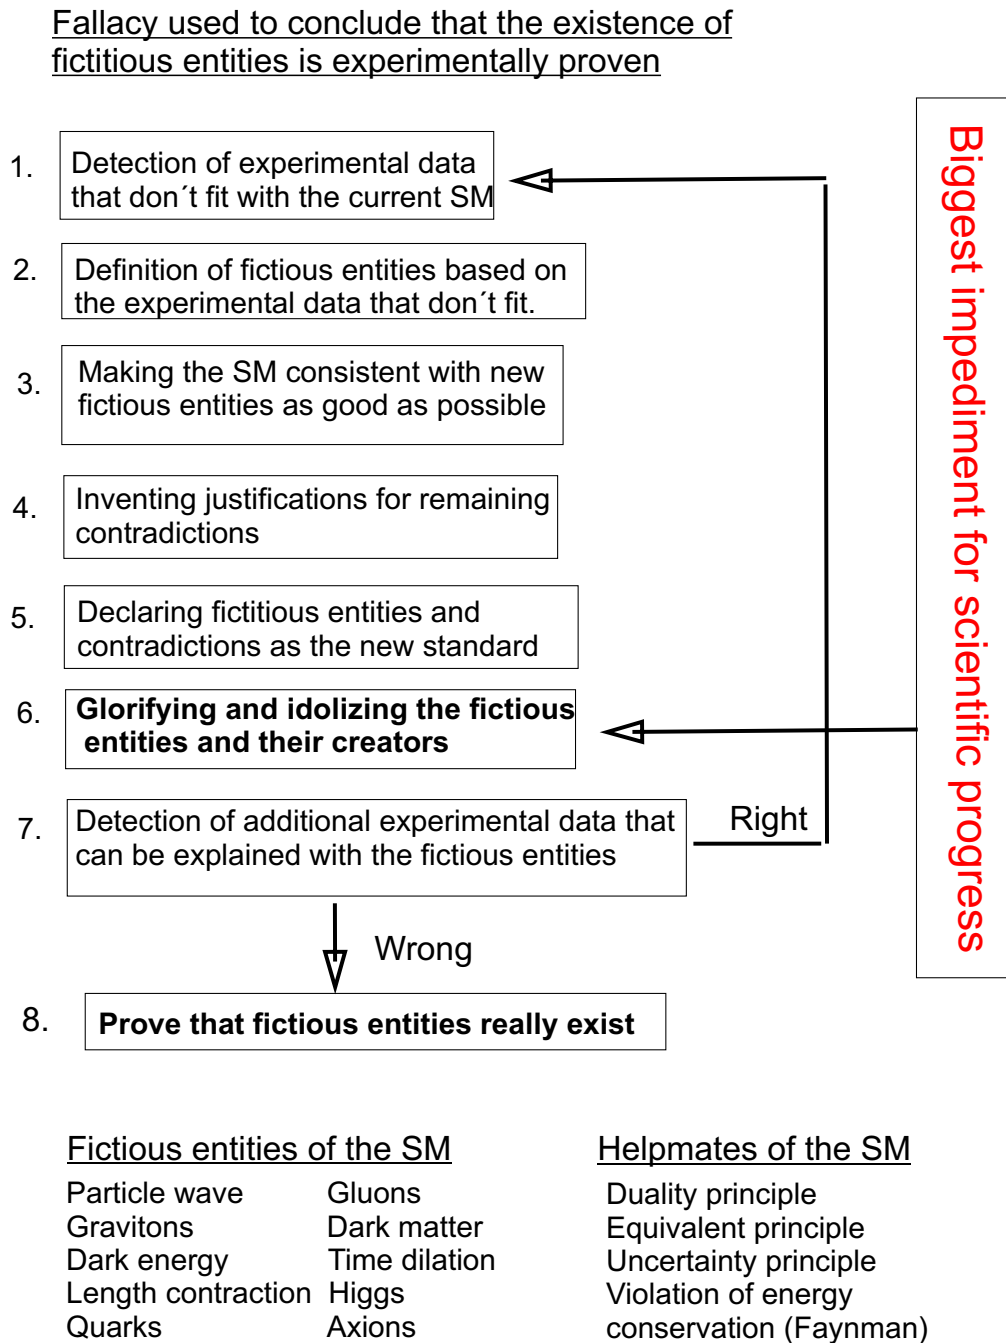 Fallacy used to conclude that the existence of
fictitious entities is experimentally proven
1. Detection of experimental data
that don´t fit with the current SM
2. Definition of fictious entities based on
the experimental data that don´t fit.
3. Making the SM consistent with new
fictious entities as good as possible
4. Inventing justifications for remaining
contradictions
5. Declaring fictitious entities and
contradictions as the new standard
6. Glorifying and idolizing the fictious
entities and their creators
7. Detection of additional experimental data that
can be explained with the fictious entities
Right
Wrong
8. Prove that fictious entities really exist
Biggest impediment for scientific progress
Fictious entities of the SM
Particle wave Gluons
Gravitons Dark matter
Dark energy Time dilation
Length contraction Higgs
Quarks Axions
Helpmates of the SM
Duality principle
Equivalent principle
Uncertainty principle
Violation of energy
conservation (Faynman)